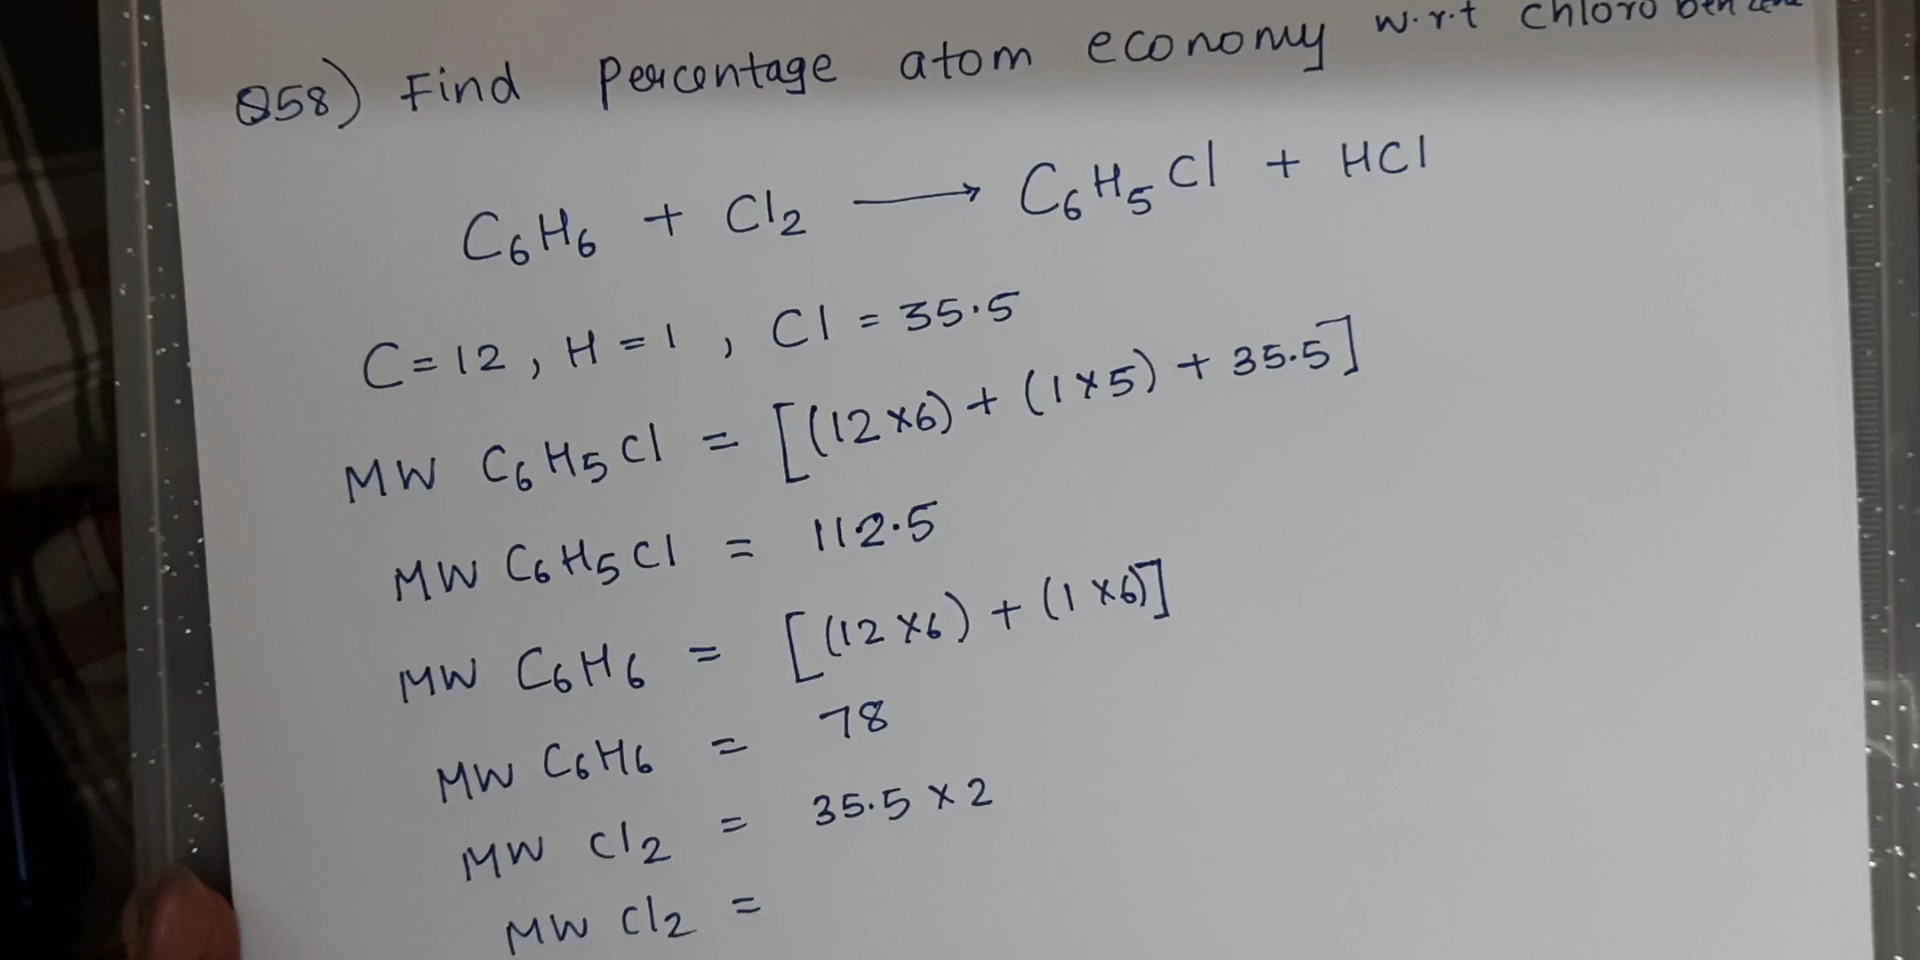 Q58) Find Percentage atom economy w.r.t chlorobenzene
C6H6 + Cl2 ⟶ C6H5Cl + HCl
C=12, H=1, Cl=35.5
MW C6H5Cl = [(12×6)+(1×5)+35.5]
MW C6H5Cl = 112.5
MW C6H6 = [(12×6)+(1×6)]
MW C6H6 = 78
MW Cl2 = 35.5×2
MW Cl2 =